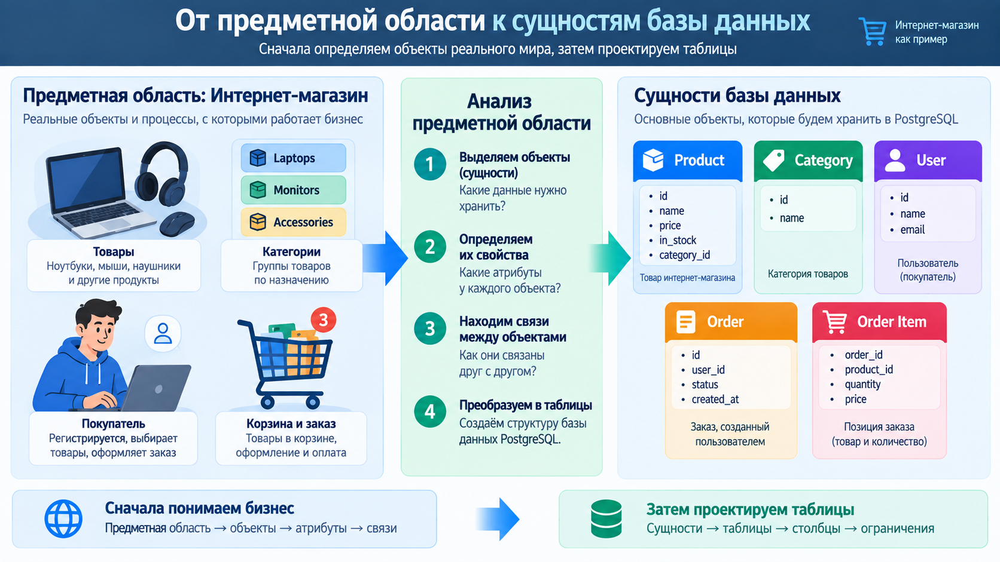 От предметной области к сущностям базы данных
Сначала определяем объекты реального мира, затем проектируем таблицы
Интернет-магазин
как пример
Предметная область: Интернет-магазин
Реальные объекты и процессы, с которыми работает бизнес
Laptops
Monitors
Accessories
Товары
Ноутбуки, мыши, наушники
и другие продукты
Категории
Группы товаров
по назначению
3
Покупатель
Регистрируется, выбирает
товары, оформляет заказ
Корзина и заказ
Товары в корзине,
оформление и оплата
Анализ
предметной области
1
Выделяем объекты
(сущности)
Какие данные нужно
хранить?
2
Определяем
их свойства
Какие атрибуты
у каждого объекта?
3
Находим связи
между объектами
Как они связаны
друг с другом?
4
Преобразуем в таблицы
Создаём структуру базы
данных PostgreSQL.
Сущности базы данных
Основные объекты, которые будем хранить в PostgreSQL
Product
• id
• name
• price
• in_stock
• category_id
Товар интернет-магазина
Category
• id
• name
Категория товаров
User
• id
• name
• email
Пользователь
(покупатель)
Order
• id
• user_id
• status
• created_at
Заказ, созданный
пользователем
Order Item
• order_id
• product_id
• quantity
• price
Позиция заказа
(товар и количество)
Сначала понимаем бизнес
Предметная область → объекты → атрибуты → связи
Затем проектируем таблицы
Сущности → таблицы → столбцы → ограничения